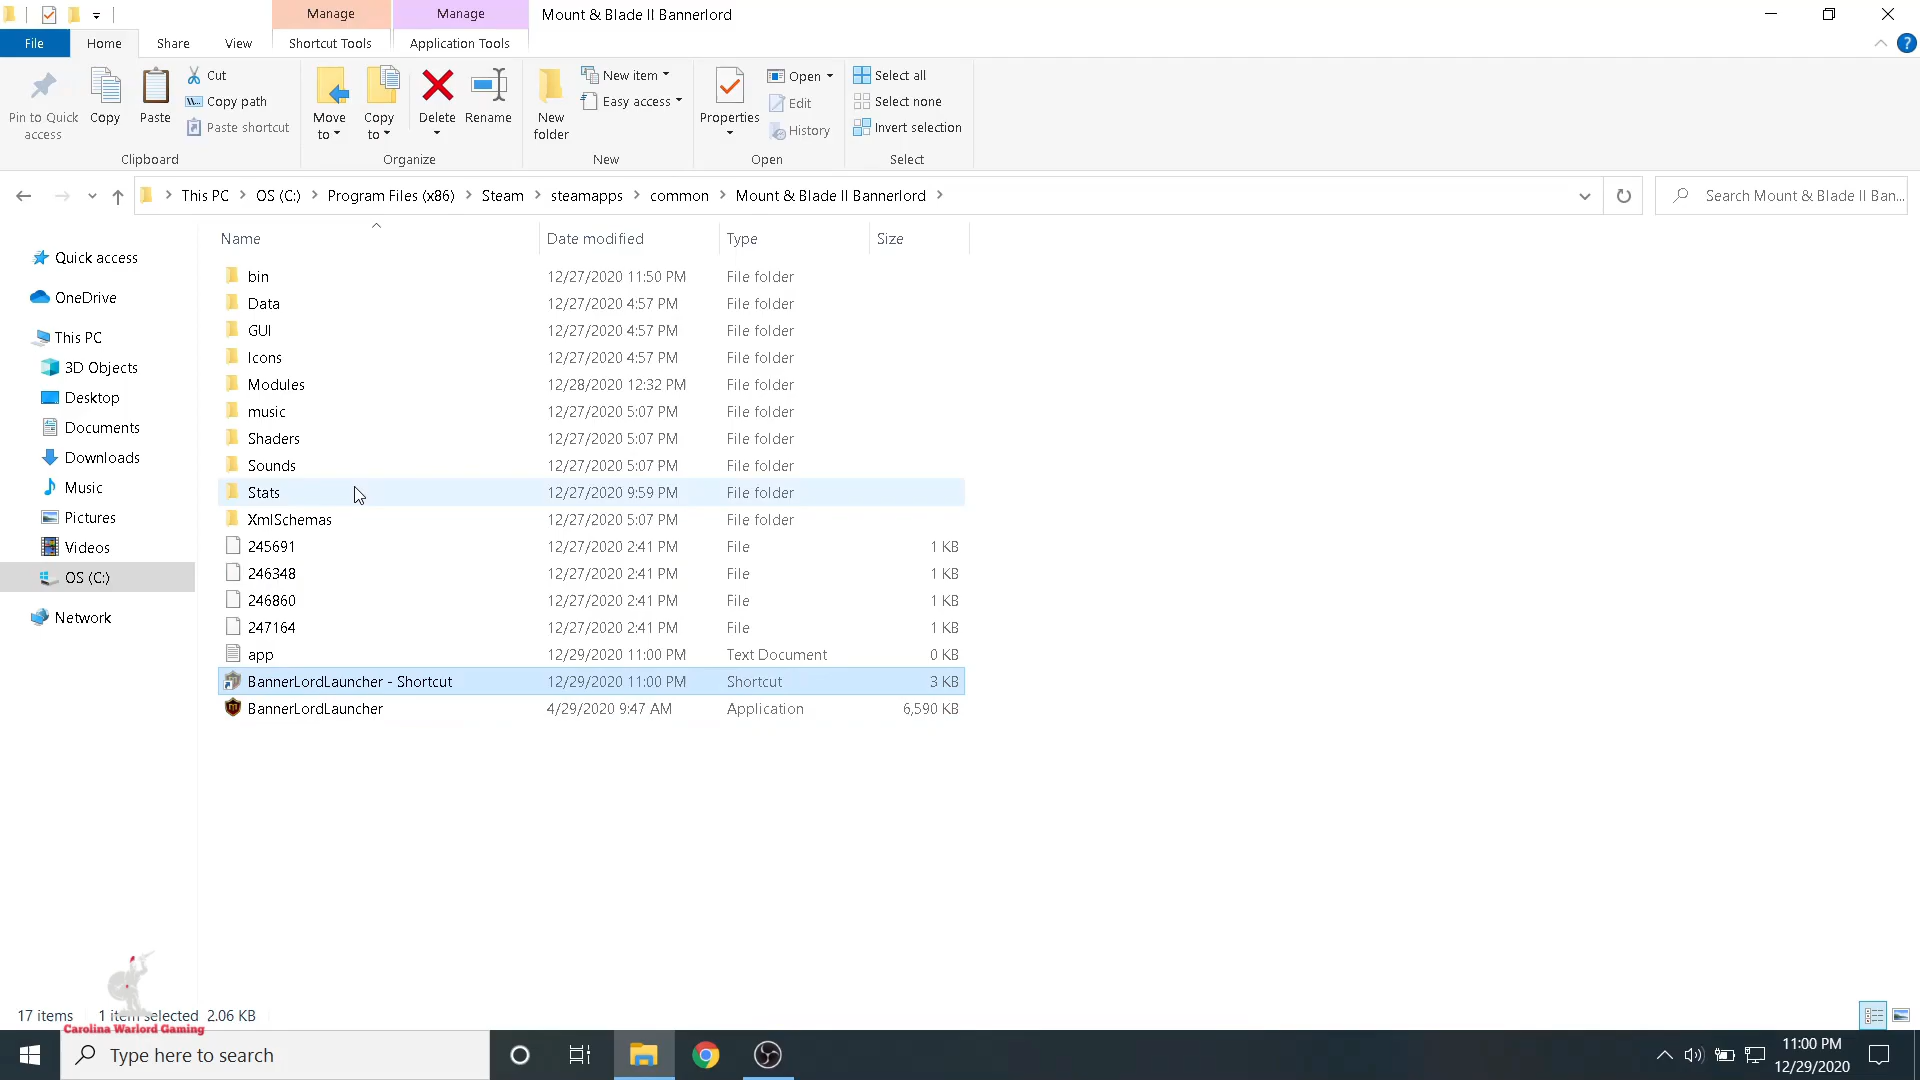 Manage
Manage
Mount & Blade II Bannerlord
File
Home
Share
View
Shortcut Tools
Application Tools
Pin to Quick access
Copy
Paste
Cut
Copy path
Paste shortcut
Clipboard
Move to
Copy to
Delete
Rename
Organize
New folder
New item
Easy access
New
Properties
Open
Edit
History
Open
Select all
Select none
Invert selection
Select
This PC > OS (C:) > Program Files (x86) > Steam > steamapps > common > Mount & Blade II Bannerlord >
Search Mount & Blade II Ban...
Quick access
OneDrive
This PC
3D Objects
Desktop
Documents
Downloads
Music
Pictures
Videos
OS (C:)
Network
Name Date modified Type Size
bin 12/27/2020 11:50 PM File folder
Data 12/27/2020 4:57 PM File folder
GUI 12/27/2020 4:57 PM File folder
Icons 12/27/2020 4:57 PM File folder
Modules 12/28/2020 12:32 PM File folder
music 12/27/2020 5:07 PM File folder
Shaders 12/27/2020 5:07 PM File folder
Sounds 12/27/2020 5:07 PM File folder
Stats 12/27/2020 9:59 PM File folder
XmlSchemas 12/27/2020 5:07 PM File folder
245691 12/27/2020 2:41 PM File 1 KB
246348 12/27/2020 2:41 PM File 1 KB
246860 12/27/2020 2:41 PM File 1 KB
247164 12/27/2020 2:41 PM File 1 KB
app 12/29/2020 11:00 PM Text Document 0 KB
BannerLordLauncher - Shortcut 12/29/2020 11:00 PM Shortcut 3 KB
BannerLordLauncher 4/29/2020 9:47 AM Application 6,590 KB
17 items 1 item selected 2.06 KB
Carolina Warlord Gaming
Type here to search
11:00 PM
12/29/2020